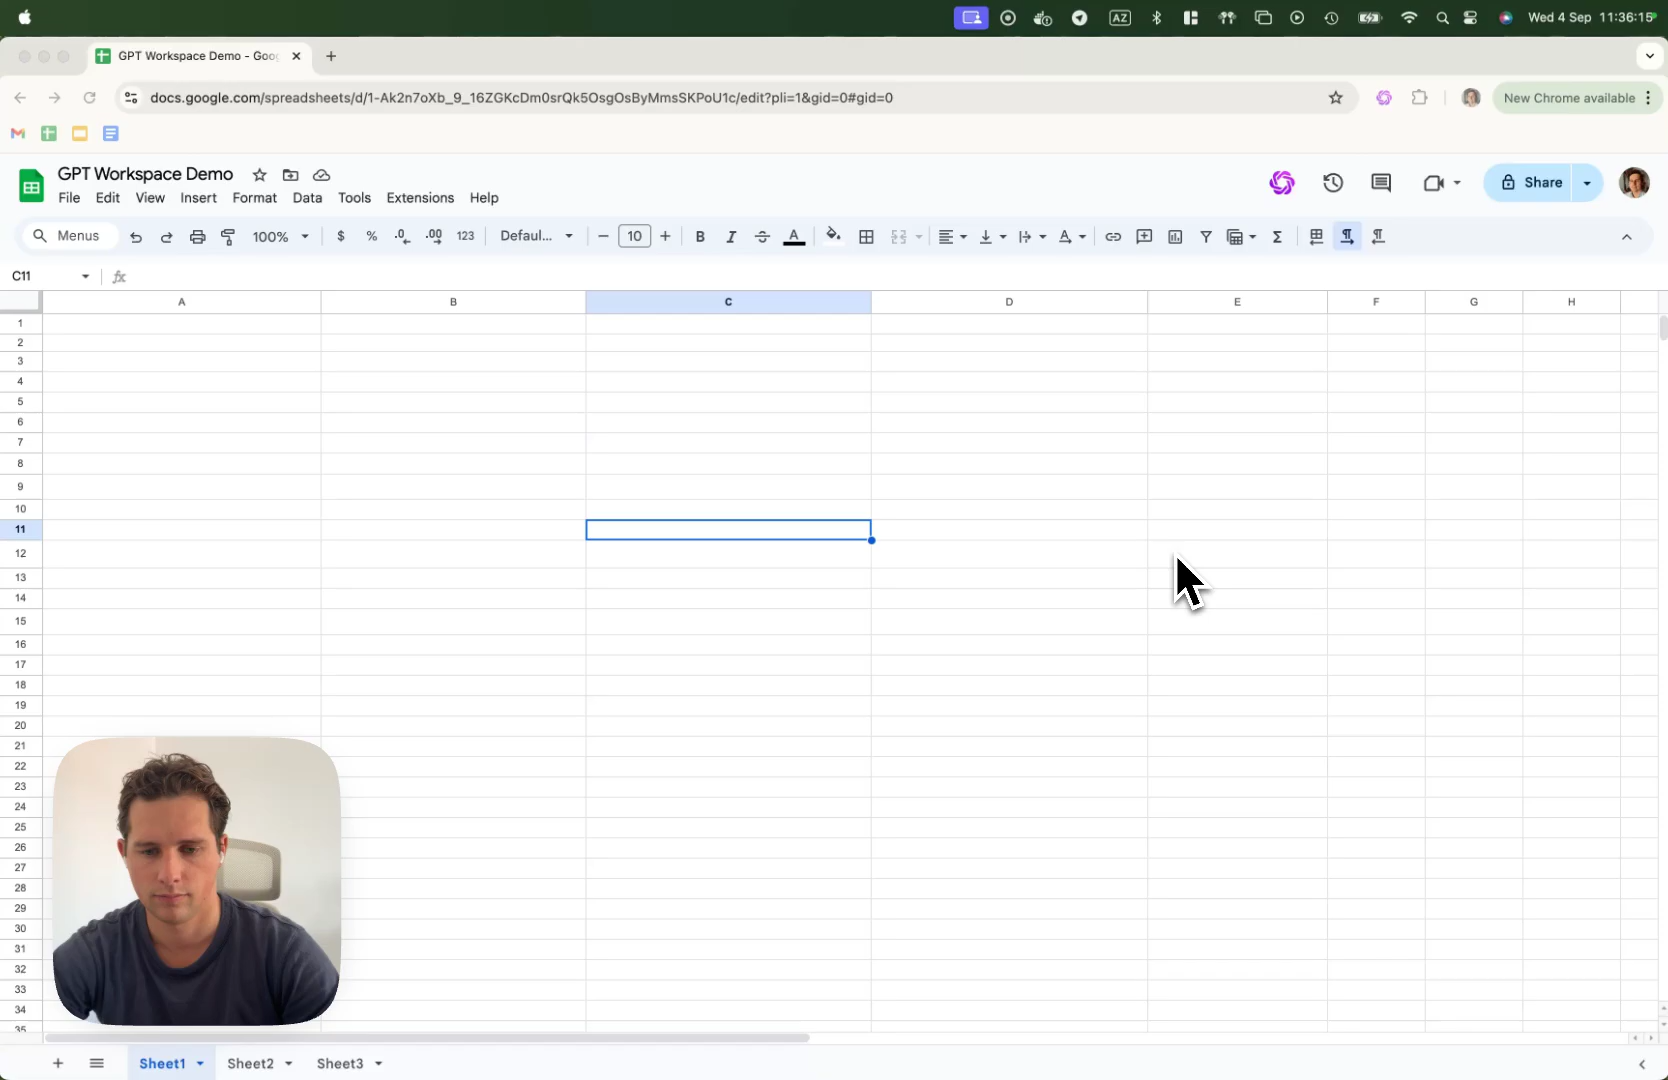 AZ
Wed 4 Sep 11:36:15
GPT Workspace Demo - Goo
docs.google.com/spreadsheets/d/1-Ak2n7oXb_9_16ZGKcDm0srQk5OsgOsByMmsSKPoU1c/edit?pli=1&gid=0#gid=0
New Chrome available
GPT Workspace Demo
File Edit View Insert Format Data Tools Extensions Help
Share
Menus 100% $ % .0 .00 123 Defaul... 10 B I S A Σ
C11 fx
A B C D E F G H
1
2
3
4
5
6
7
8
9
10
11
12
13
14
15
16
17
18
19
20
21
22
23
24
25
26
27
28
29
30
31
32
33
34
35
Sheet1 Sheet2 Sheet3